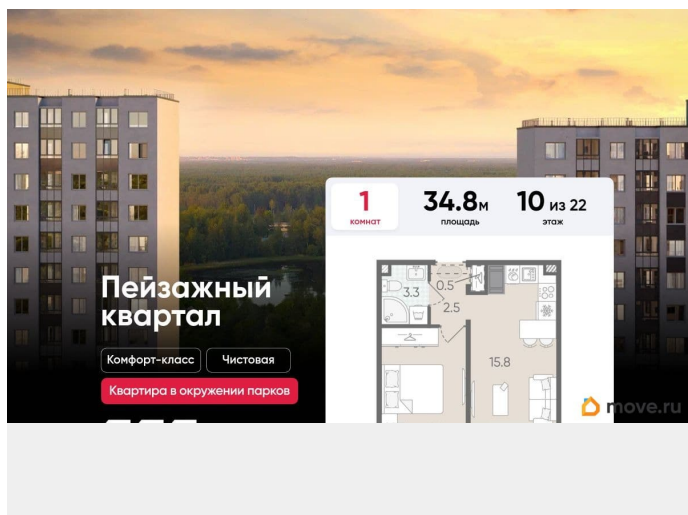 1
комнат
34.8м
площадь
10 из 22
этаж
3.3
0.5
2.5
15.8
Пейзажный
квартал
Комфорт-класс
Чистовая
Квартира в окружении парков
move.ru